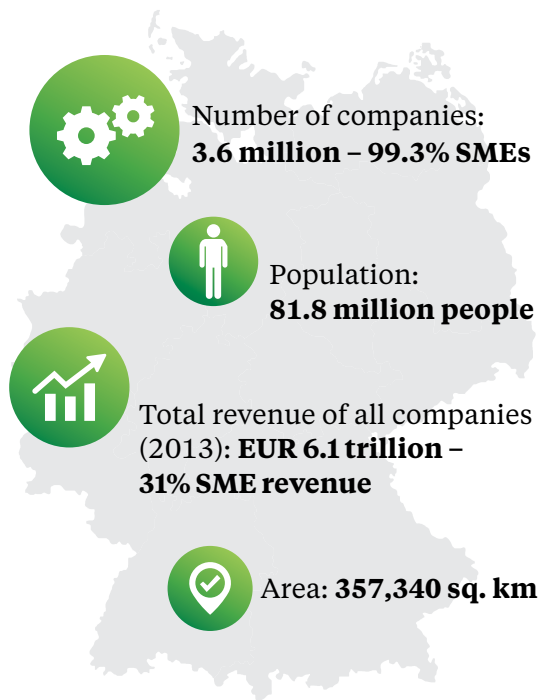 Number of companies:
3.6 million – 99.3% SMEs
Population:
81.8 million people
Total revenue of all companies
(2013): EUR 6.1 trillion –
31% SME revenue
Area: 357,340 sq. km